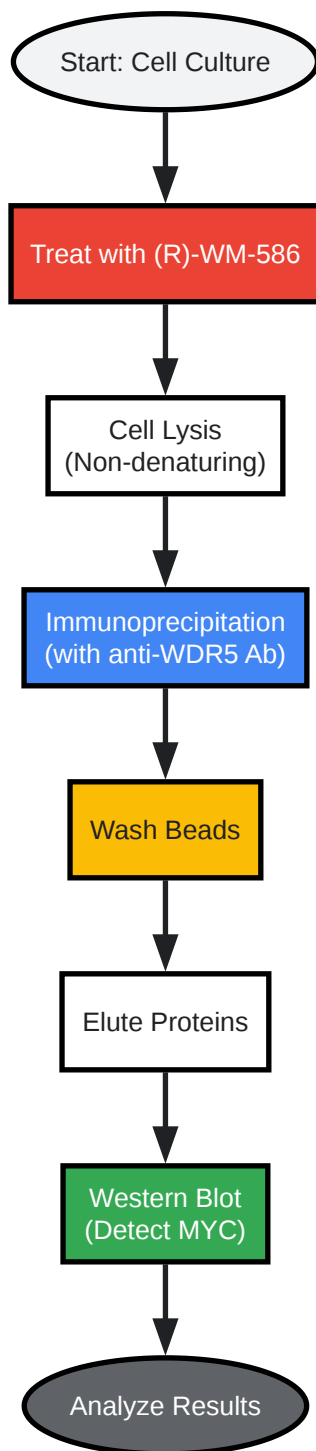 Start: Cell Culture
Treat with (R)-WM-586
Cell Lysis
(Non-denaturing)
Immunoprecipitation
(with anti-WDR5 Ab)
Wash Beads
Elute Proteins
Western Blot
(Detect MYC)
Analyze Results